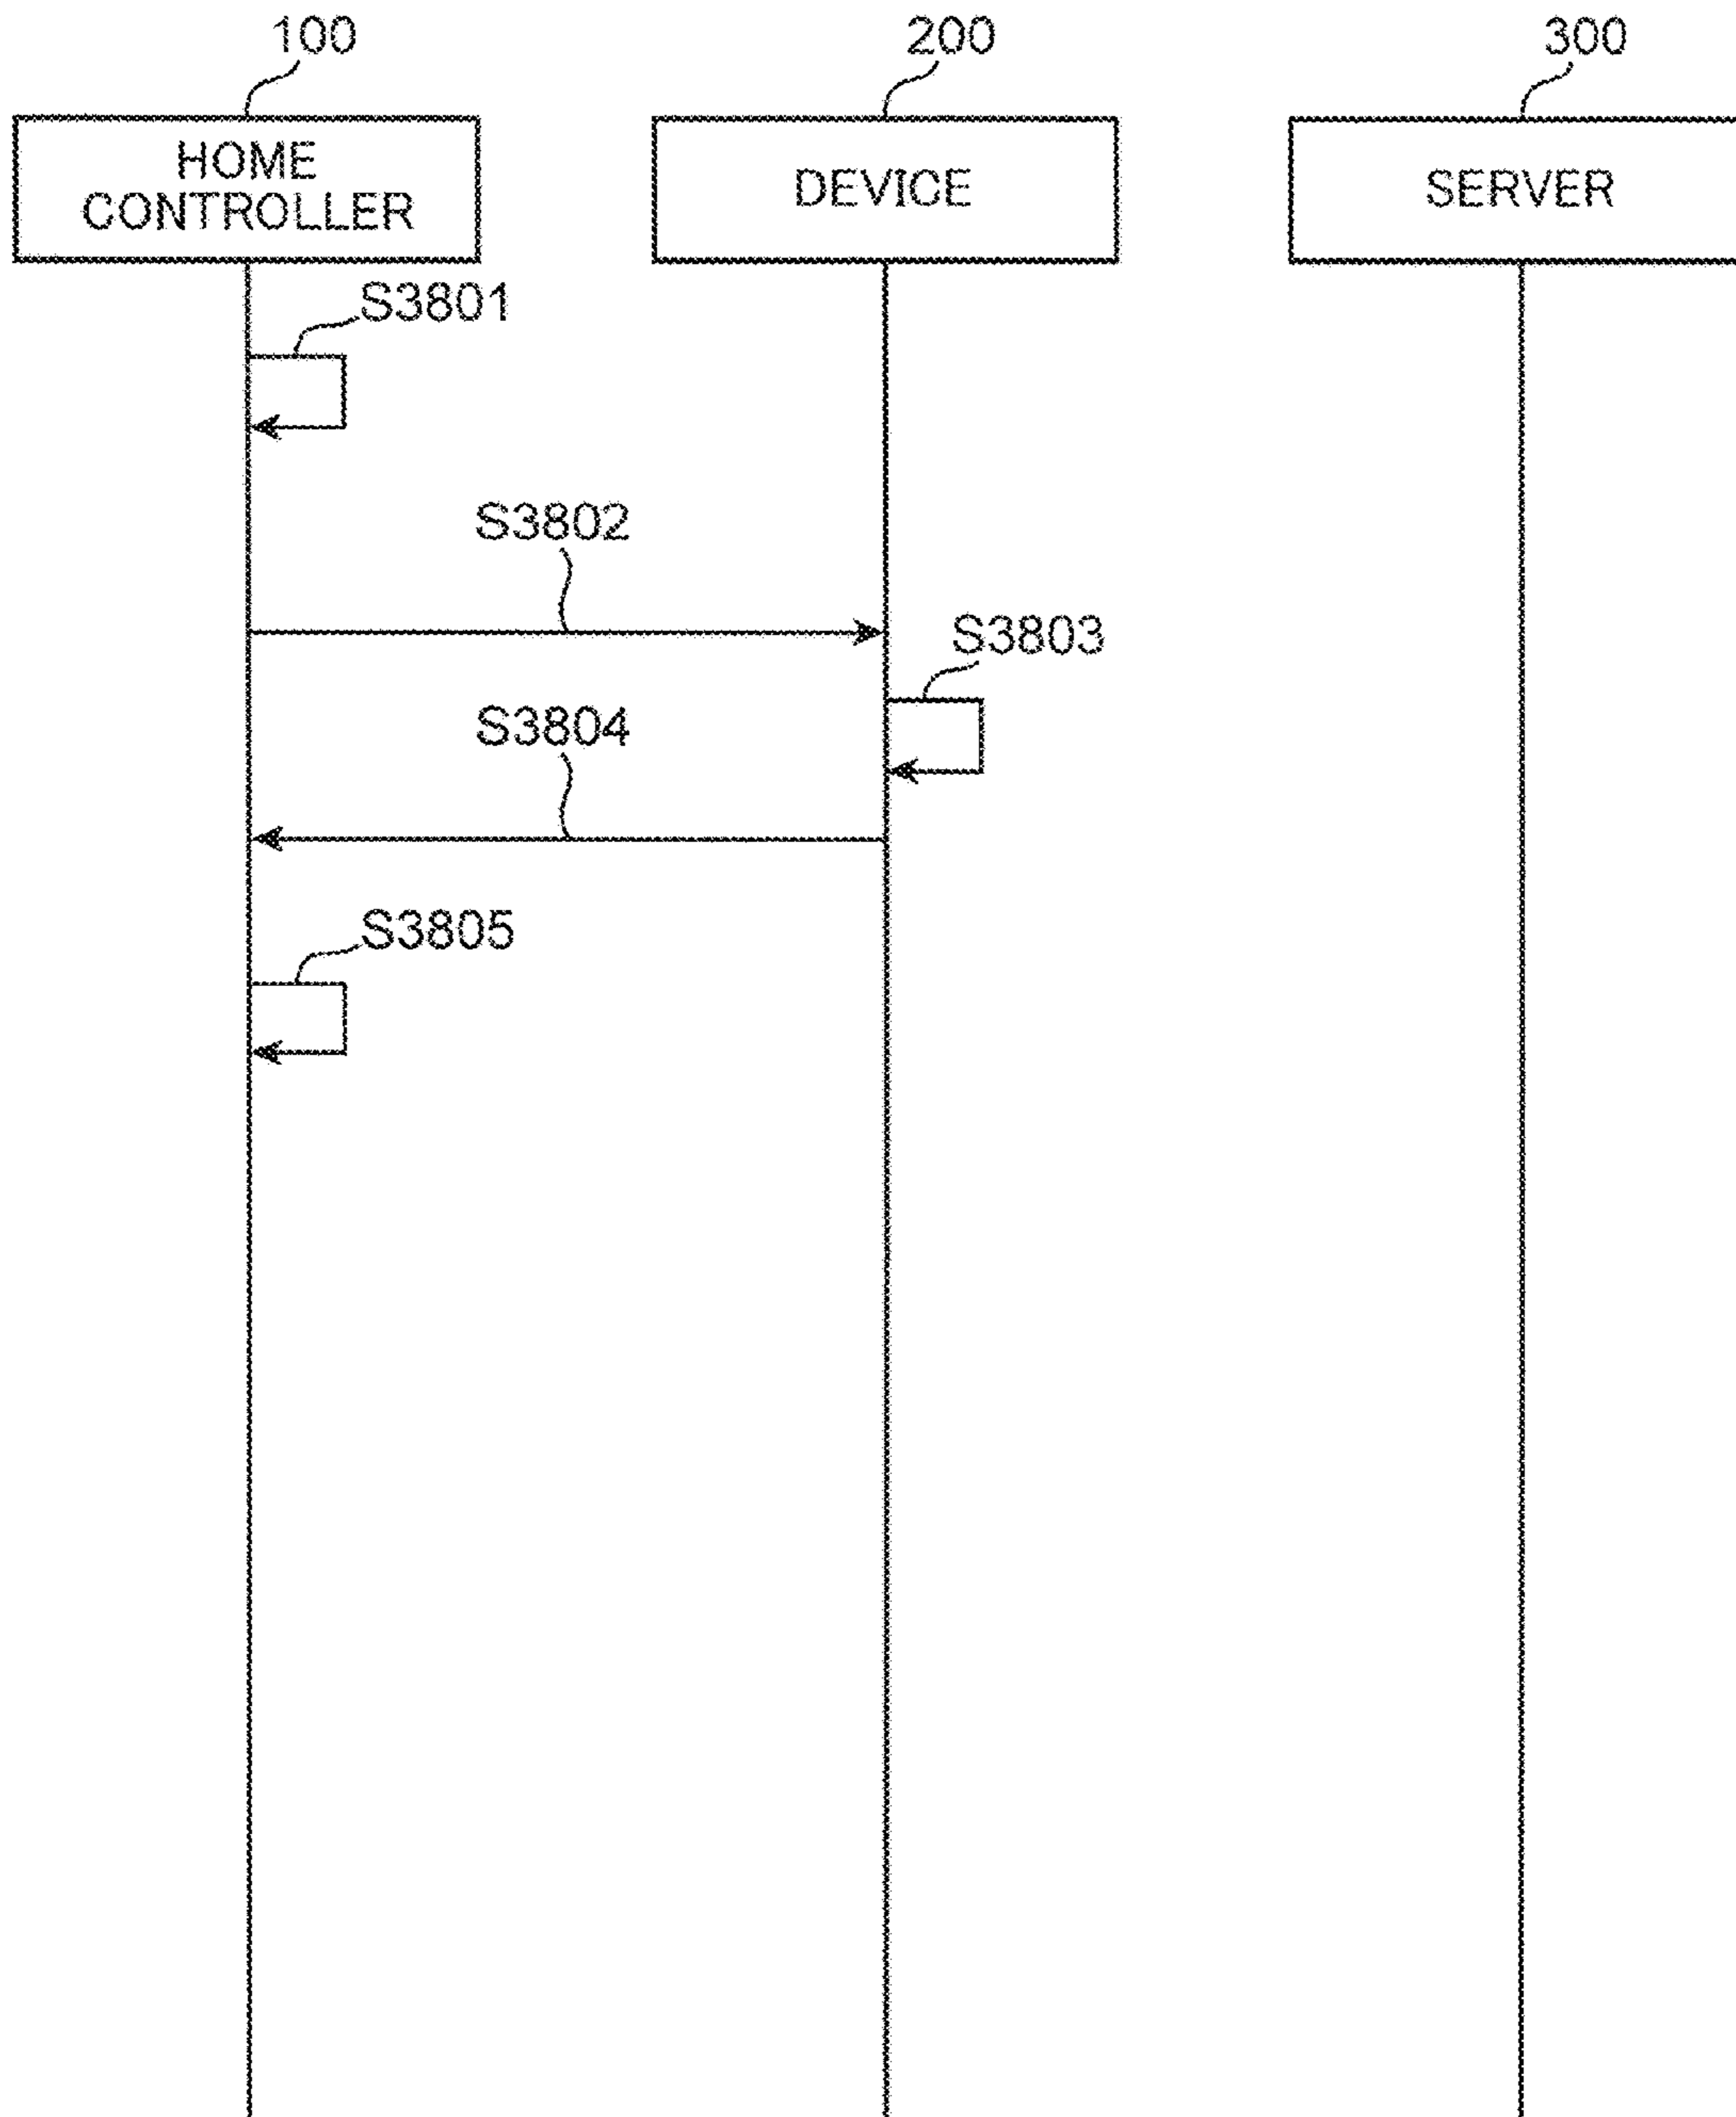 100
200
300
HOME
CONTROLLER
DEVICE
SERVER
S3801
S3802
S3803
S3804
S3805